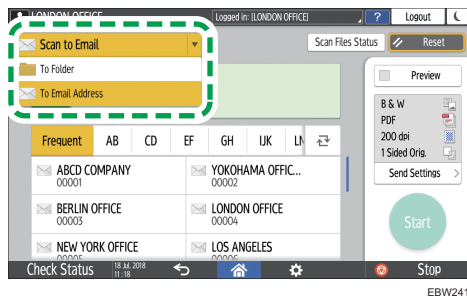 LONDON OFFICE
Logged in: [LONDON OFFICE]
?
Logout
Scan to Email
Scan Files Status
Reset
To Folder
To Email Address
Preview
B & W
PDF
200 dpi
1 Sided Orig.
Send Settings
Frequent
AB
CD
EF
GH
IJK
LN
ABCD COMPANY
00001
YOKOHAMA OFFIC...
00002
BERLIN OFFICE
00003
LONDON OFFICE
00004
NEW YORK OFFICE
00005
LOS ANGELES
00006
Start
Check Status
18 Jul. 2018
11 : 18
Stop
EBW241